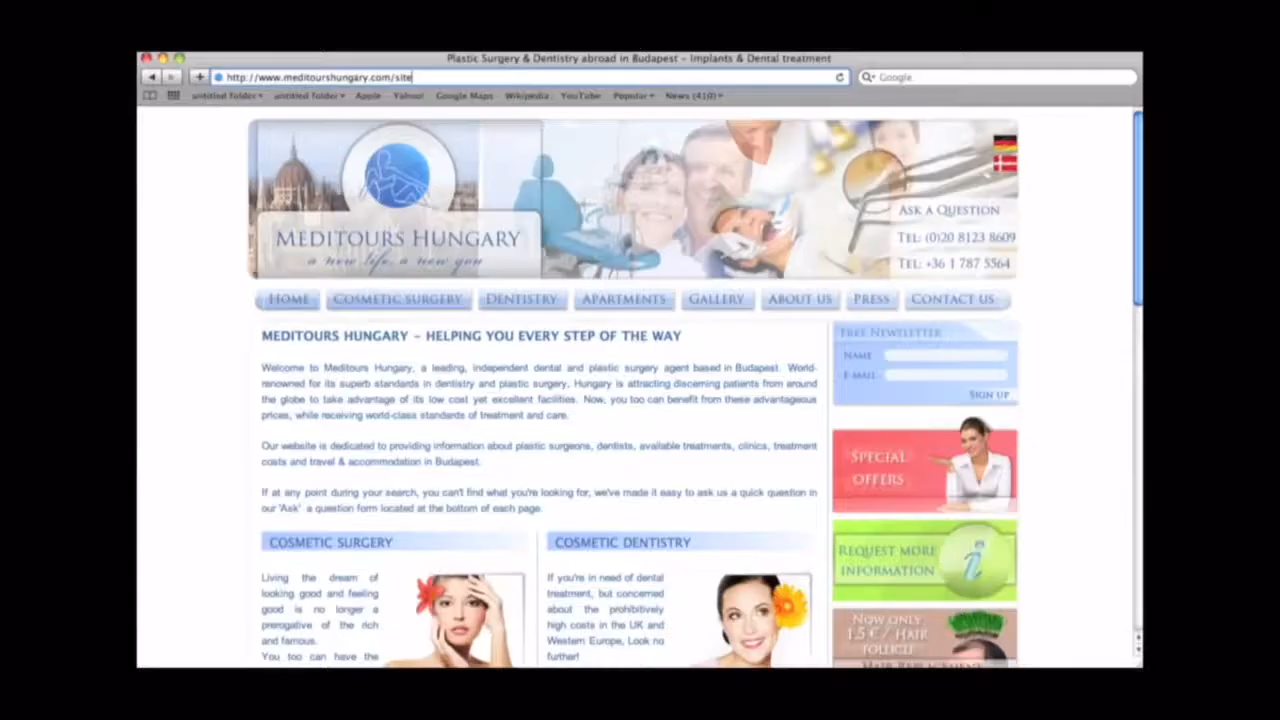 Plastic Surgery & Dentistry abroad in Budapest - Implants & Dental treatment
http://www.meditourshungary.com/site
Google
untitled folder
untitled folder
Apple
Yahoo!
Google Maps
Wikipedia
YouTube
Popular
News (410)
MEDITOURS HUNGARY
a new life, a new you
ASK A QUESTION
TEL: (0)20 8123 8609
TEL: +36 1 787 5564
HOME
COSMETIC SURGERY
DENTISTRY
APARTMENTS
GALLERY
ABOUT US
PRESS
CONTACT US
MEDITOURS HUNGARY - HELPING YOU EVERY STEP OF THE WAY
Welcome to Meditours Hungary, a leading, independent dental and plastic surgery agent based in Budapest. World-
renowned for its superb standards in dentistry and plastic surgery, Hungary is attracting discerning patients from around
the globe to take advantage of its low cost yet excellent facilities. Now, you too can benefit from these advantageous
prices, while receiving world-class standards of treatment and care.
Our website is dedicated to providing information about plastic surgeons, dentists, available treatments, clinics, treatment
costs and travel & accommodation in Budapest.
If at any point during your search, you can't find what you're looking for, we've made it easy to ask us a quick question in
our 'Ask' a question form located at the bottom of each page.
COSMETIC SURGERY
Living the dream of
looking good and feeling
good is no longer a
prerogative of the rich
and famous.
You too can have the
COSMETIC DENTISTRY
If you're in need of dental
treatment, but concerned
about the prohibitively
high costs in the UK and
Western Europe, Look no
further!
FREE NEWSLETTER
NAME
E-MAIL
SIGN UP
SPECIAL
OFFERS
REQUEST MORE
INFORMATION
i
NOW ONLY
1.5 € / HAIR
FOLLICLE
HAIR REPLACEMENT